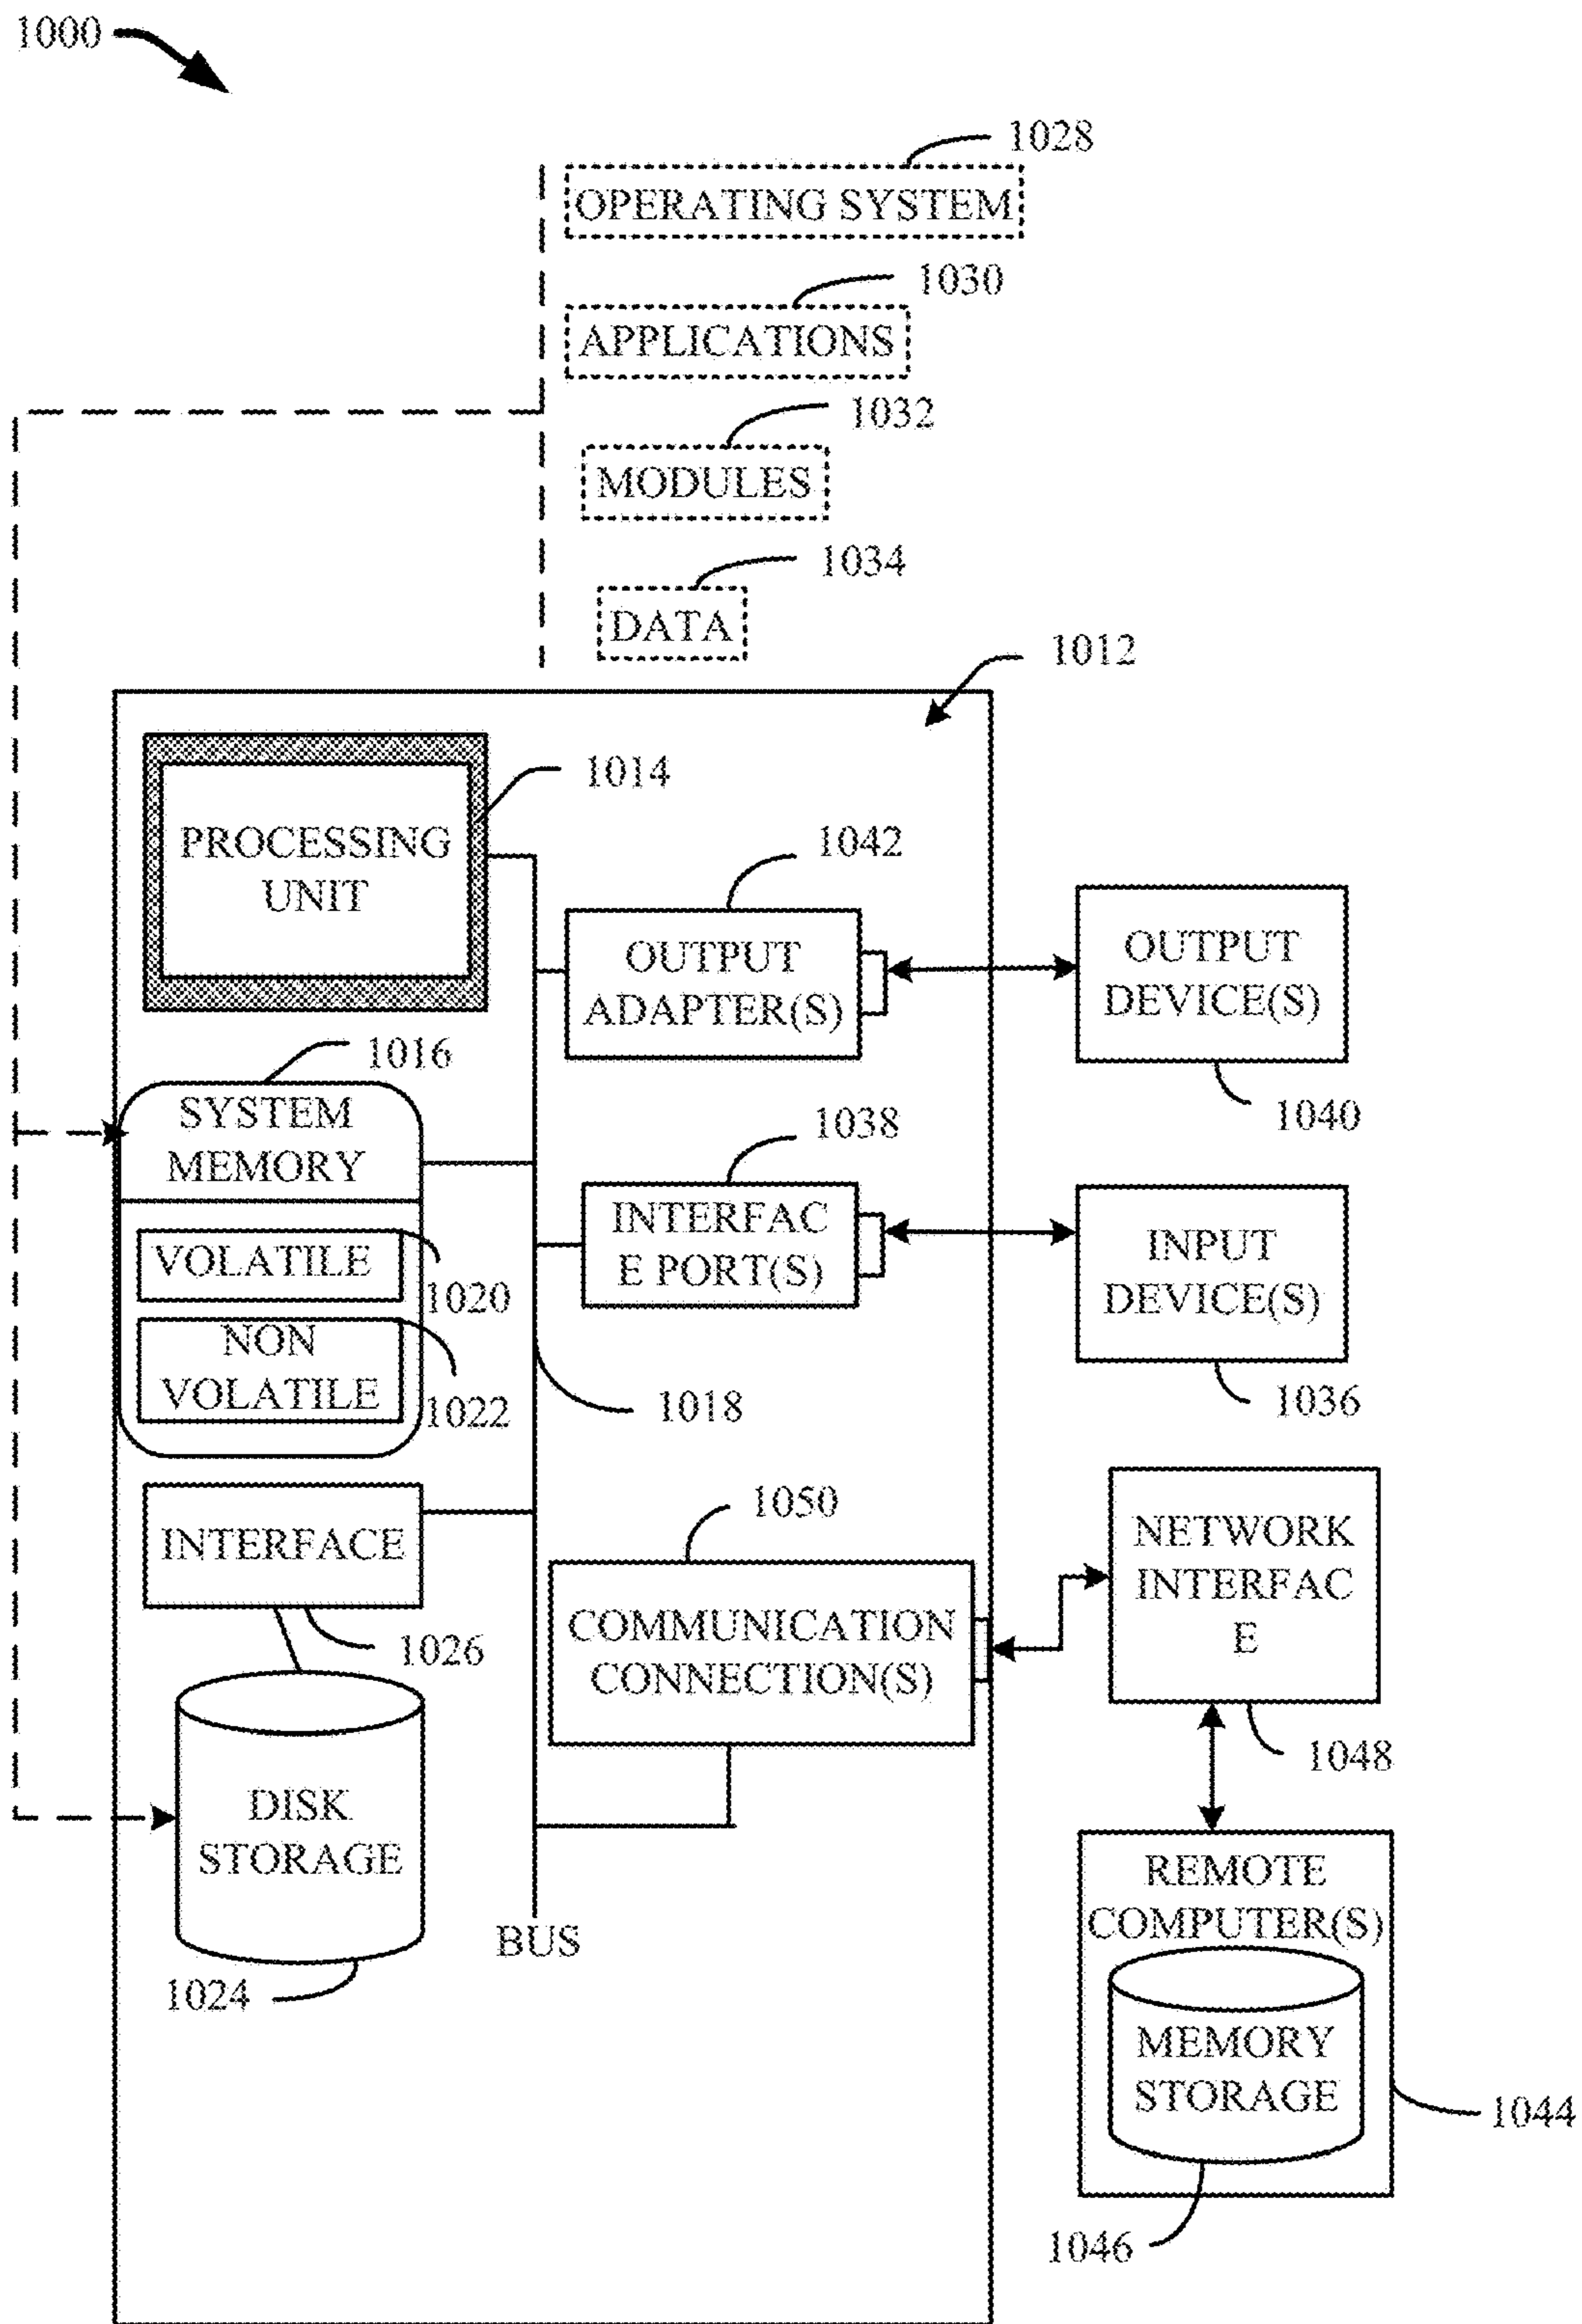 1000
1028
OPERATING SYSTEM
1030
APPLICATIONS
1032
MODULES
1034
DATA
1012
1014
PROCESSING
UNIT
1042
OUTPUT
ADAPTER(S)
OUTPUT
DEVICE(S)
1040
1016
SYSTEM
MEMORY
VOLATILE
1020
NON
VOLATILE
1022
1038
INTERFAC
E PORT(S)
INPUT
DEVICE(S)
1036
1018
INTERFACE
1026
1050
COMMUNICATION
CONNECTION(S)
NETWORK
INTERFAC
E
1048
DISK
STORAGE
1024
BUS
REMOTE
COMPUTER(S)
MEMORY
STORAGE
1044
1046